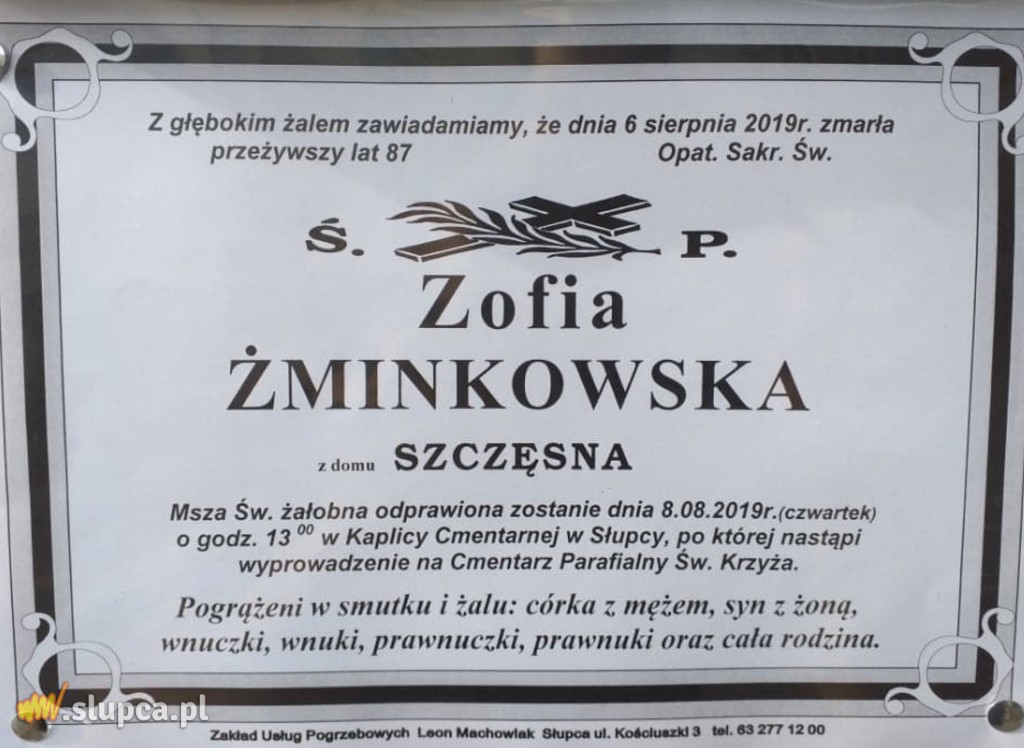 Z głębokim żalem zawiadamiamy, że dnia 6 sierpnia 2019r. zmarła
przeżywszy lat 87 Opat. Sakr. Św.
Ś. P.
Zofia
ŻMINKOWSKA
z domu SZCZĘSNA
Msza Św. żałobna odprawiona zostanie dnia 8.08.2019r.(czwartek)
o godz. 13 00 w Kaplicy Cmentarnej w Słupcy, po której nastąpi
wyprowadzenie na Cmentarz Parafialny Św. Krzyża.
Pogrążeni w smutku i żalu: córka z mężem, syn z żoną,
wnuczki, wnuki, prawnuczki, prawnuki oraz cała rodzina.
www.slupca.pl
Zakład Usług Pogrzebowych Leon Machowiak Słupca ul. Kościuszki 3 tel. 63 277 12 00